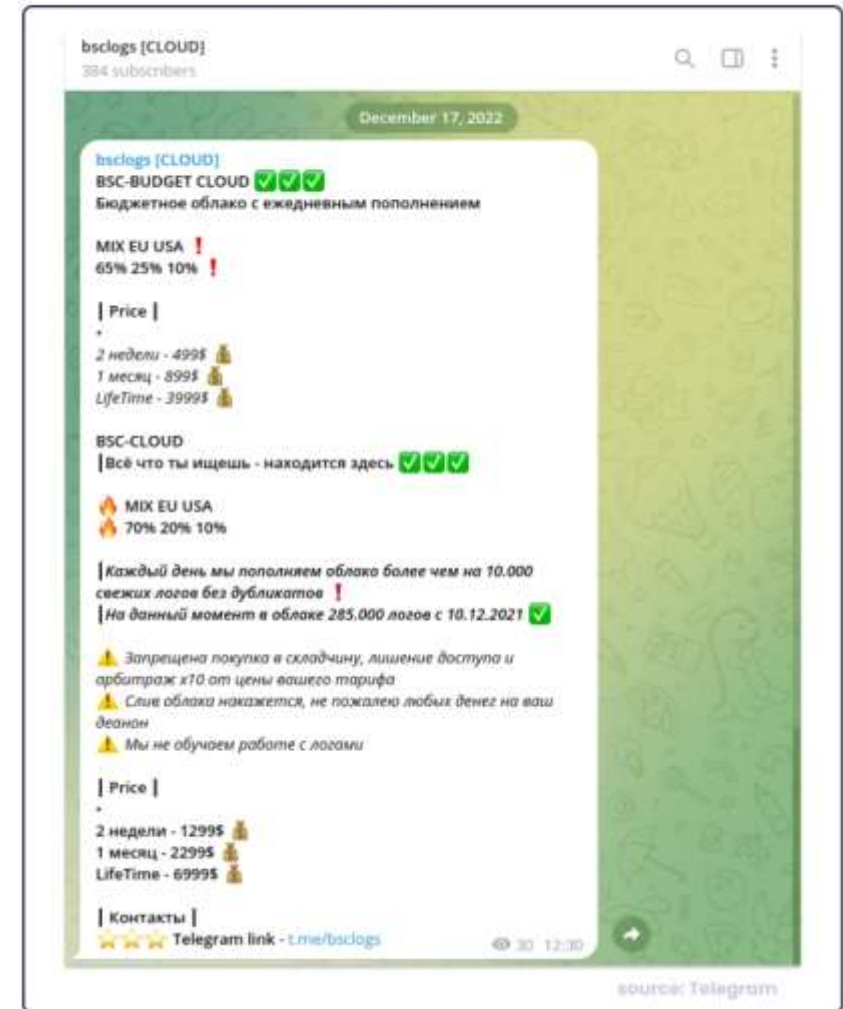 bsclogs [CLOUD]
384 subscribers
December 17, 2022
bsclogs [CLOUD]
BSC-BUDGET CLOUD ✅✅✅
Бюджетное облако с ежедневным пополнением
MIX EU USA ❗
65% 25% 10% ❗
| Price |
•
2 недели - 499$ 💰
1 месяц - 899$ 💰
LifeTime - 3999$ 💰
BSC-CLOUD
|Всё что ты ищешь - находится здесь ✅✅✅
🔥 MIX EU USA
🔥 70% 20% 10%
|Каждый день мы пополняем облако более чем на 10.000
свежих логов без дубликатов ❗
|На данный момент в облаке 285.000 логов с 10.12.2021 ✅
⚠️ Запрещена покупка в складчину, лишение доступа и
арбитраж x10 от цены вашего тарифа
⚠️ Слив облака накажется, не пожалею любых денег на ваш
деанон
⚠️ Мы не обучаем работе с логами
| Price |
•
2 недели - 1299$ 💰
1 месяц - 2299$ 💰
LifeTime - 6999$ 💰
| Контакты |
⭐⭐⭐ Telegram link - t.me/bsclogs
30 12:30
source: Telegram